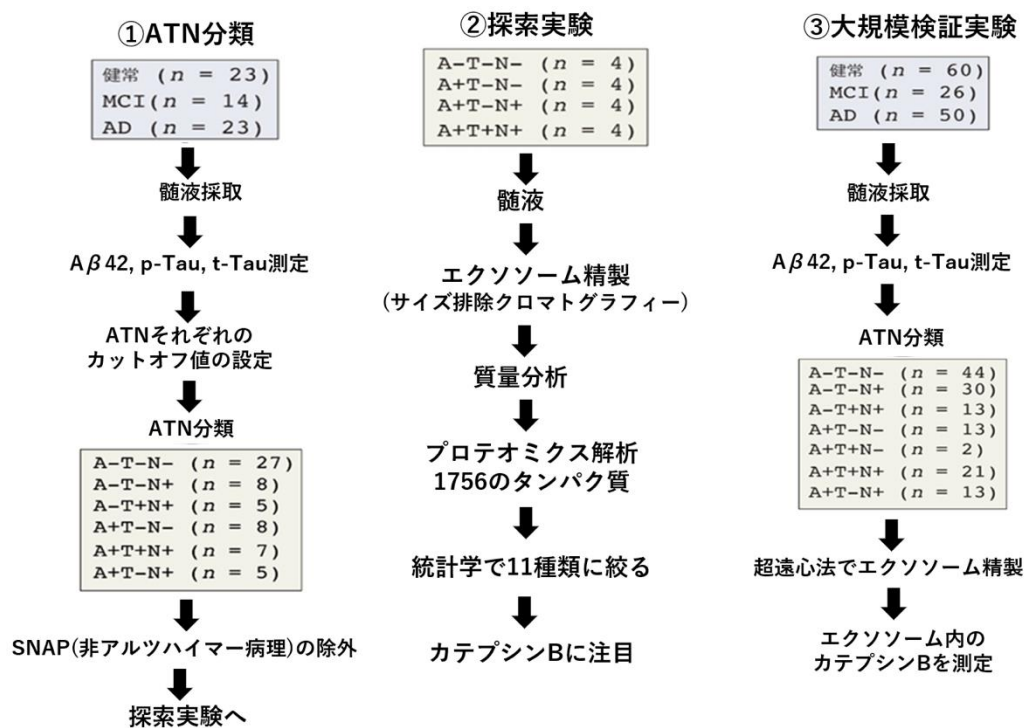 ①ATN分類
健常 (n = 23)
MCI(n = 14)
AD (n = 23)
髄液採取
Aβ42, p-Tau, t-Tau測定
ATNそれぞれの
カットオフ値の設定
ATN分類
A−T−N− (n = 27)
A−T−N+ (n = 8)
A−T+N+ (n = 5)
A+T−N− (n = 8)
A+T+N+ (n = 7)
A+T−N+ (n = 5)
SNAP(非アルツハイマー病理)の除外
探索実験へ
②探索実験
A−T−N− (n = 4)
A+T−N− (n = 4)
A+T−N+ (n = 4)
A+T+N+ (n = 4)
髄液
エクソソーム精製
(サイズ排除クロマトグラフィー)
質量分析
プロテオミクス解析
1756のタンパク質
統計学で11種類に絞る
カテプシンBに注目
③大規模検証実験
健常 (n = 60)
MCI(n = 26)
AD (n = 50)
髄液採取
Aβ42, p-Tau, t-Tau測定
ATN分類
A−T−N− (n = 44)
A−T−N+ (n = 30)
A−T+N+ (n = 13)
A+T−N− (n = 13)
A+T+N− (n = 2)
A+T+N+ (n = 21)
A+T−N+ (n = 13)
超遠心法でエクソソーム精製
エクソソーム内の
カテプシンBを測定